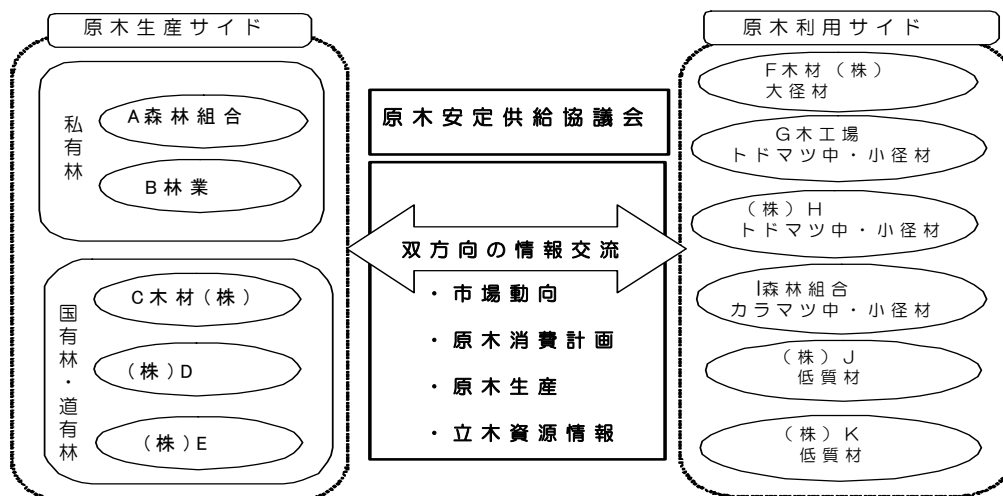 原木生産サイド
私有林
A森林組合
B林業
国有林・道有林
C木材(株)
(株)D
(株)E
原木安定供給協議会
双方向の情報交流
・市場動向
・原木消費計画
・原木生産
・立木資源情報
原木利用サイド
F木材(株)
大径材
G木工場
トドマツ中・小径材
(株)H
トドマツ中・小径材
I森林組合
カラマツ中・小径材
(株)J
低質材
(株)K
低質材